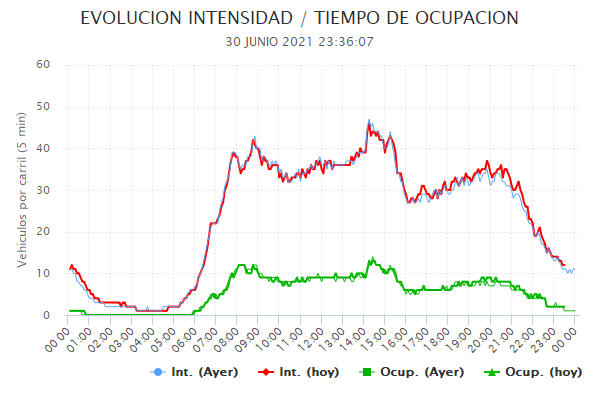 EVOLUCION INTENSIDAD / TIEMPO DE OCUPACION
30 JUNIO 2021 23:36:07
Vehiculos por carril (5 min)
60
50
40
30
20
10
0
00:00 01:00 02:00 03:00 04:00 05:00 06:00 07:00 08:00 09:00 10:00 11:00 12:00 13:00 14:00 15:00 16:00 17:00 18:00 19:00 20:00 21:00 22:00 23:00 00:00
Int. (Ayer) Int. (hoy) Ocup. (Ayer) Ocup. (hoy)